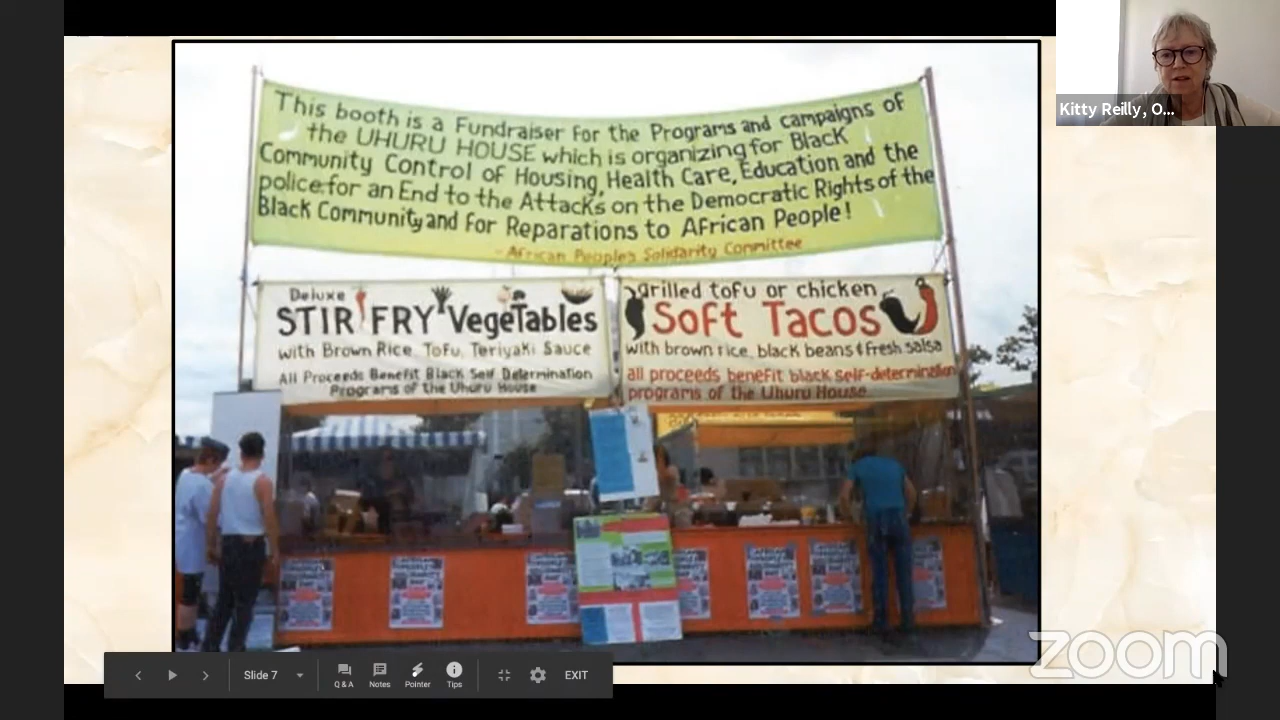 This booth is a Fundraiser for the Programs and campaigns of
the UHURU HOUSE which is organizing for Black
Community Control of Housing, Health Care, Education and the
police: for an End to the Attacks on the Democratic Rights of the
Black Community and for Reparations to African People!
- African People's Solidarity Committee
Deluxe
STIR FRY Vegetables
with Brown Rice, Tofu, Teriyaki Sauce
All Proceeds Benefit Black Self Determination
Programs of the Uhuru House
grilled tofu or chicken
Soft Tacos
with brown rice, black beans & fresh salsa
all proceeds benefit black self-determination
programs of the Uhuru House
Kitty Reilly, O...
Slide 7
Q & A
Notes
Pointer
Tips
EXIT
zoom